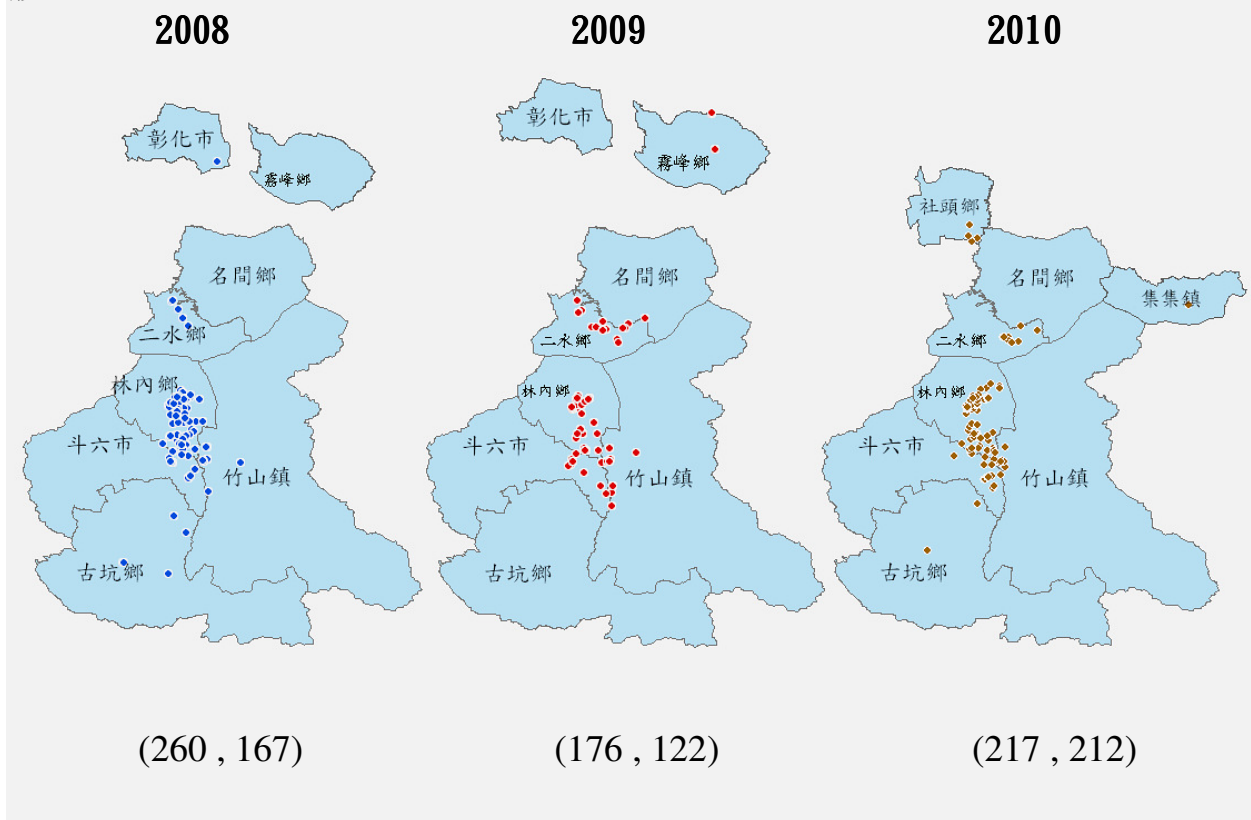 2008
2009
2010
彰化市
霧峰鄉
名間鄉
二水鄉
林內鄉
斗六市
竹山鎮
古坑鄉
彰化市
霧峰鄉
名間鄉
二水鄉
林內鄉
斗六市
竹山鎮
古坑鄉
社頭鄉
名間鄉
集集鎮
二水鄉
林內鄉
斗六市
竹山鎮
古坑鄉
(260 , 167)
(176 , 122)
(217 , 212)